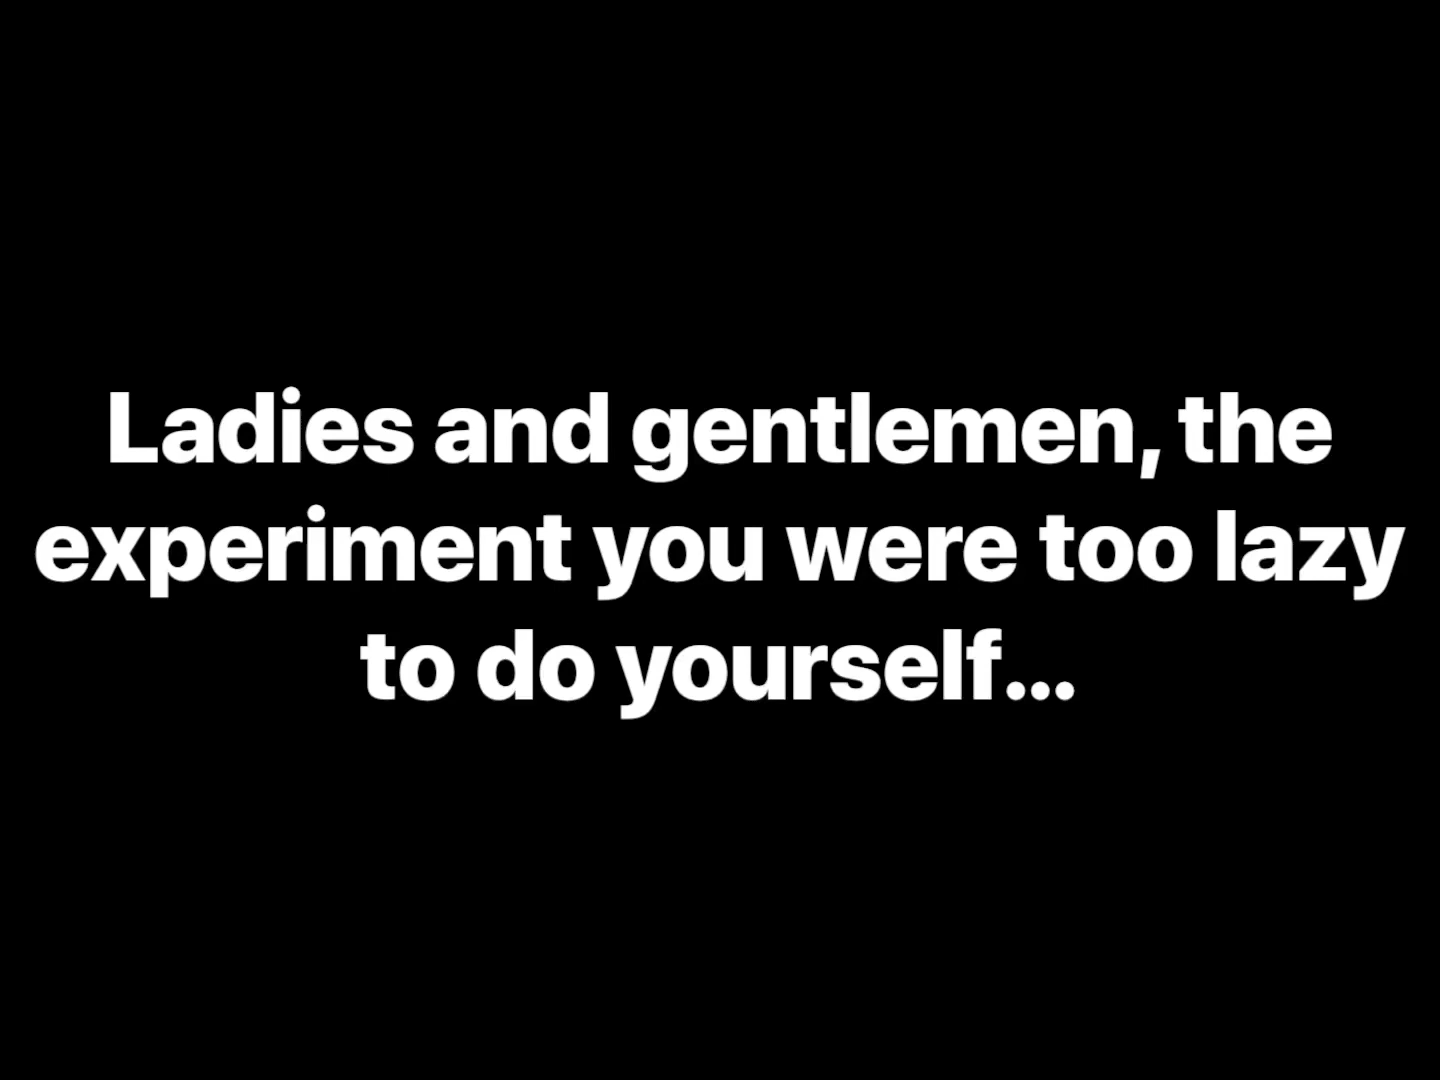 Ladies and gentlemen, the
experiment you were too lazy
to do yourself...